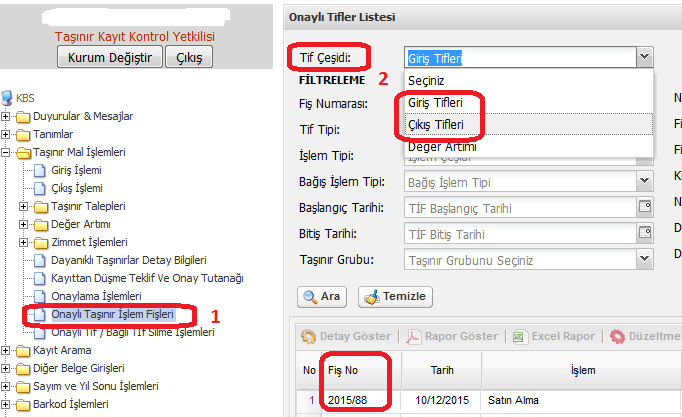 Taşınır Kayıt Kontrol Yetkilisi
Kurum Değiştir
Çıkış
KBS
Duyurular & Mesajlar
Tanımlar
Taşınır Mal İşlemleri
Giriş İşlemi
Çıkış İşlemi
Taşınır Talepleri
Değer Artımı
Zimmet İşlemleri
Dayanıklı Taşınırlar Detay Bilgileri
Kayıttan Düşme Teklif Ve Onay Tutanağı
Onaylama İşlemleri
Onaylı Taşınır İşlem Fişleri
1
Onaylı Tif / Bağlı Tif Silme İşlemleri
Kayıt Arama
Diğer Belge Girişleri
Sayım ve Yıl Sonu İşlemleri
Barkod İşlemleri
Onaylı Tifler Listesi
Tif Çeşidi:
Giriş Tifleri
2
Seçiniz
Giriş Tifleri
Çıkış Tifleri
Değer Artımı
FİLTRELEME
Fiş Numarası:
N
Tif Tipi:
Fi
İşlem Tipi:
İşlem Çeşidi Seçiniz
Fi
Bağış İşlem Tipi:
Bağış İşlem Tipi
K
Başlangıç Tarihi:
TİF Başlangıç Tarihi
N
Bitiş Tarihi:
TİF Bitiş Tarihi
D
Taşınır Grubu:
Taşınır Grubunu Seçiniz
D
Ara
Temizle
Detay Göster
Rapor Göster
Excel Rapor
Düzeltme
No
Fiş No
Tarih
İşlem
1
2015/88
10/12/2015
Satın Alma